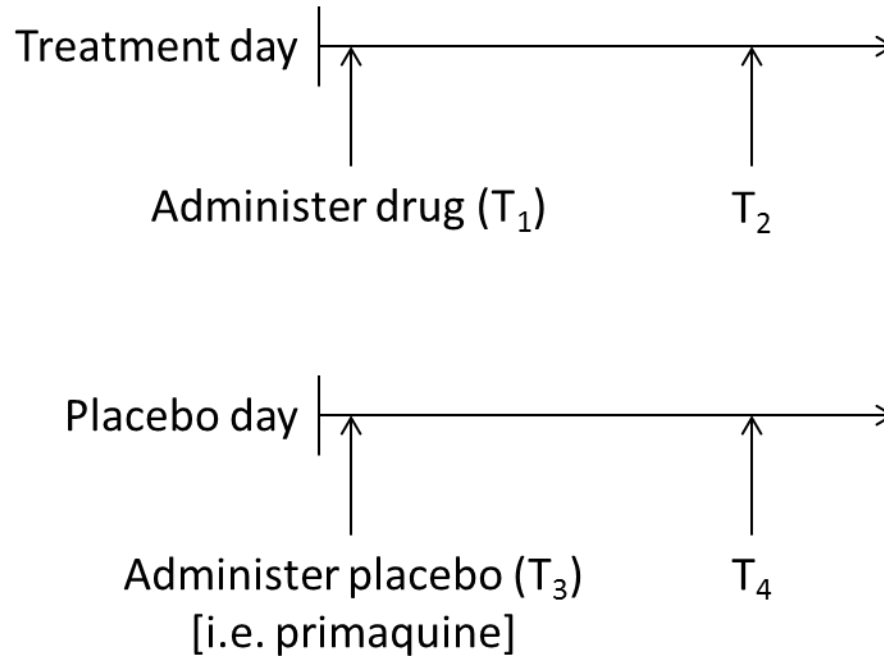 Treatment day
Administer drug (T₁)
T₂
Placebo day
Administer placebo (T₃)
T₄
[i.e. primaquine]